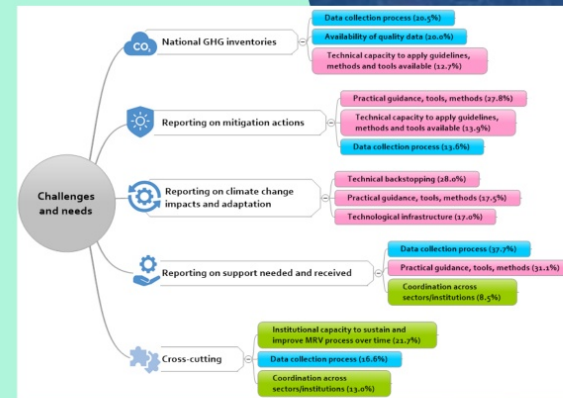 Challenges
and needs
CO₂
National GHG inventories
Data collection process (20.5%)
Availability of quality data (20.0%)
Technical capacity to apply guidelines,
methods and tools available (12.7%)
Reporting on mitigation actions
Practical guidance, tools, methods (27.8%)
Technical capacity to apply guidelines,
methods and tools available (13.9%)
Data collection process (13.6%)
Reporting on climate change
impacts and adaptation
Technical backstopping (28.0%)
Practical guidance, tools, methods (17.5%)
Technological infrastructure (17.0%)
Reporting on support needed and received
Data collection process (37.7%)
Practical guidance, tools, methods (31.1%)
Coordination across
sectors/institutions (8.5%)
Cross-cutting
Institutional capacity to sustain and
improve MRV process over time (21.7%)
Data collection process (16.6%)
Coordination across
sectors/institutions (13.0%)